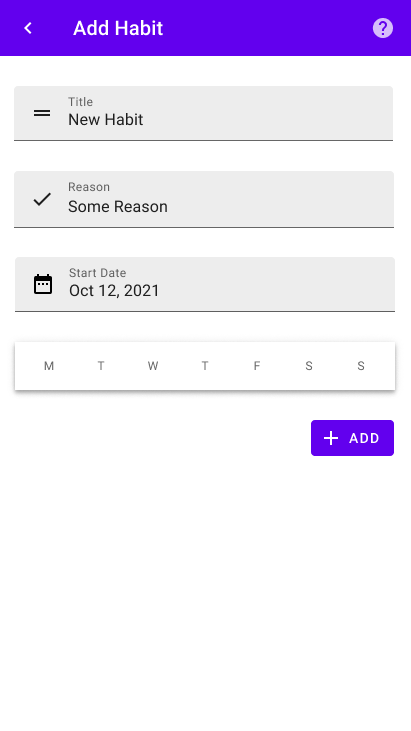 Add Habit
Title
New Habit
Reason
Some Reason
Start Date
Oct 12, 2021
M T W T F S S
ADD